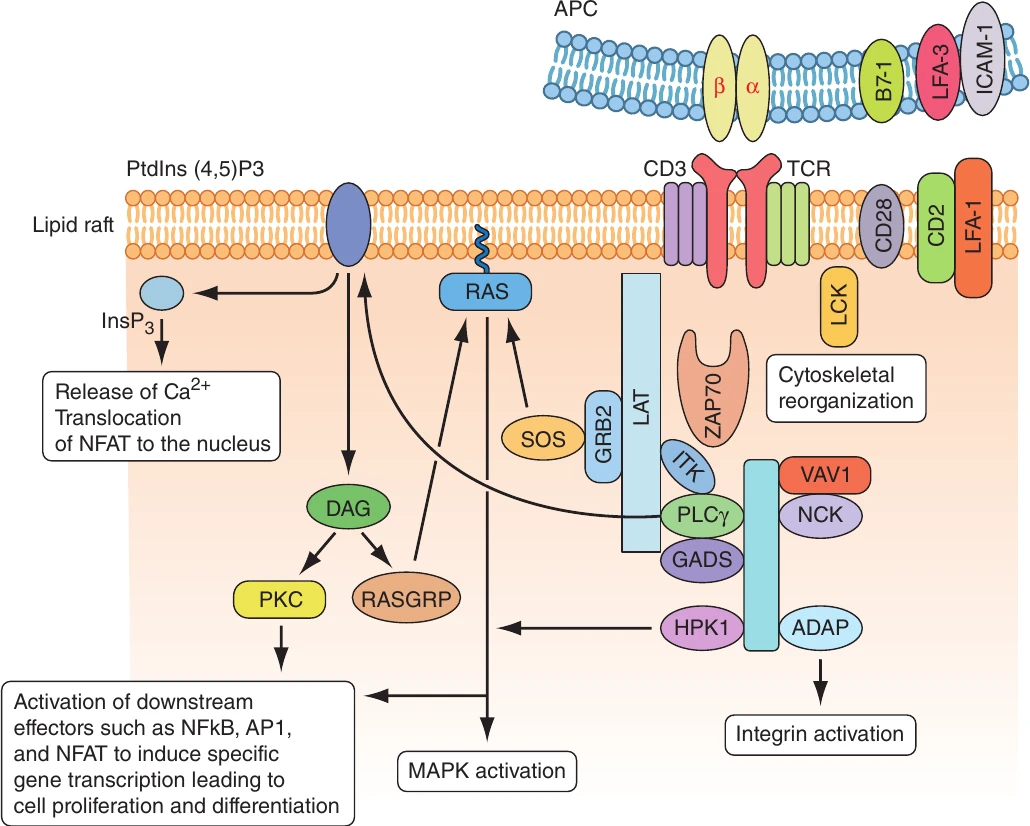 APC
β
α
B7-1
LFA-3
ICAM-1
PtdIns (4,5)P3
CD3
TCR
Lipid raft
CD28
CD2
LFA-1
RAS
LCK
InsP3
Release of Ca2+
Translocation
of NFAT to the nucleus
Cytoskeletal
reorganization
ZAP70
LAT
GRB2
SOS
ITK
VAV1
DAG
PLCγ
NCK
GADS
PKC
RASGRP
HPK1
ADAP
Activation of downstream
effectors such as NFkB, AP1,
and NFAT to induce specific
gene transcription leading to
cell proliferation and differentiation
Integrin activation
MAPK activation